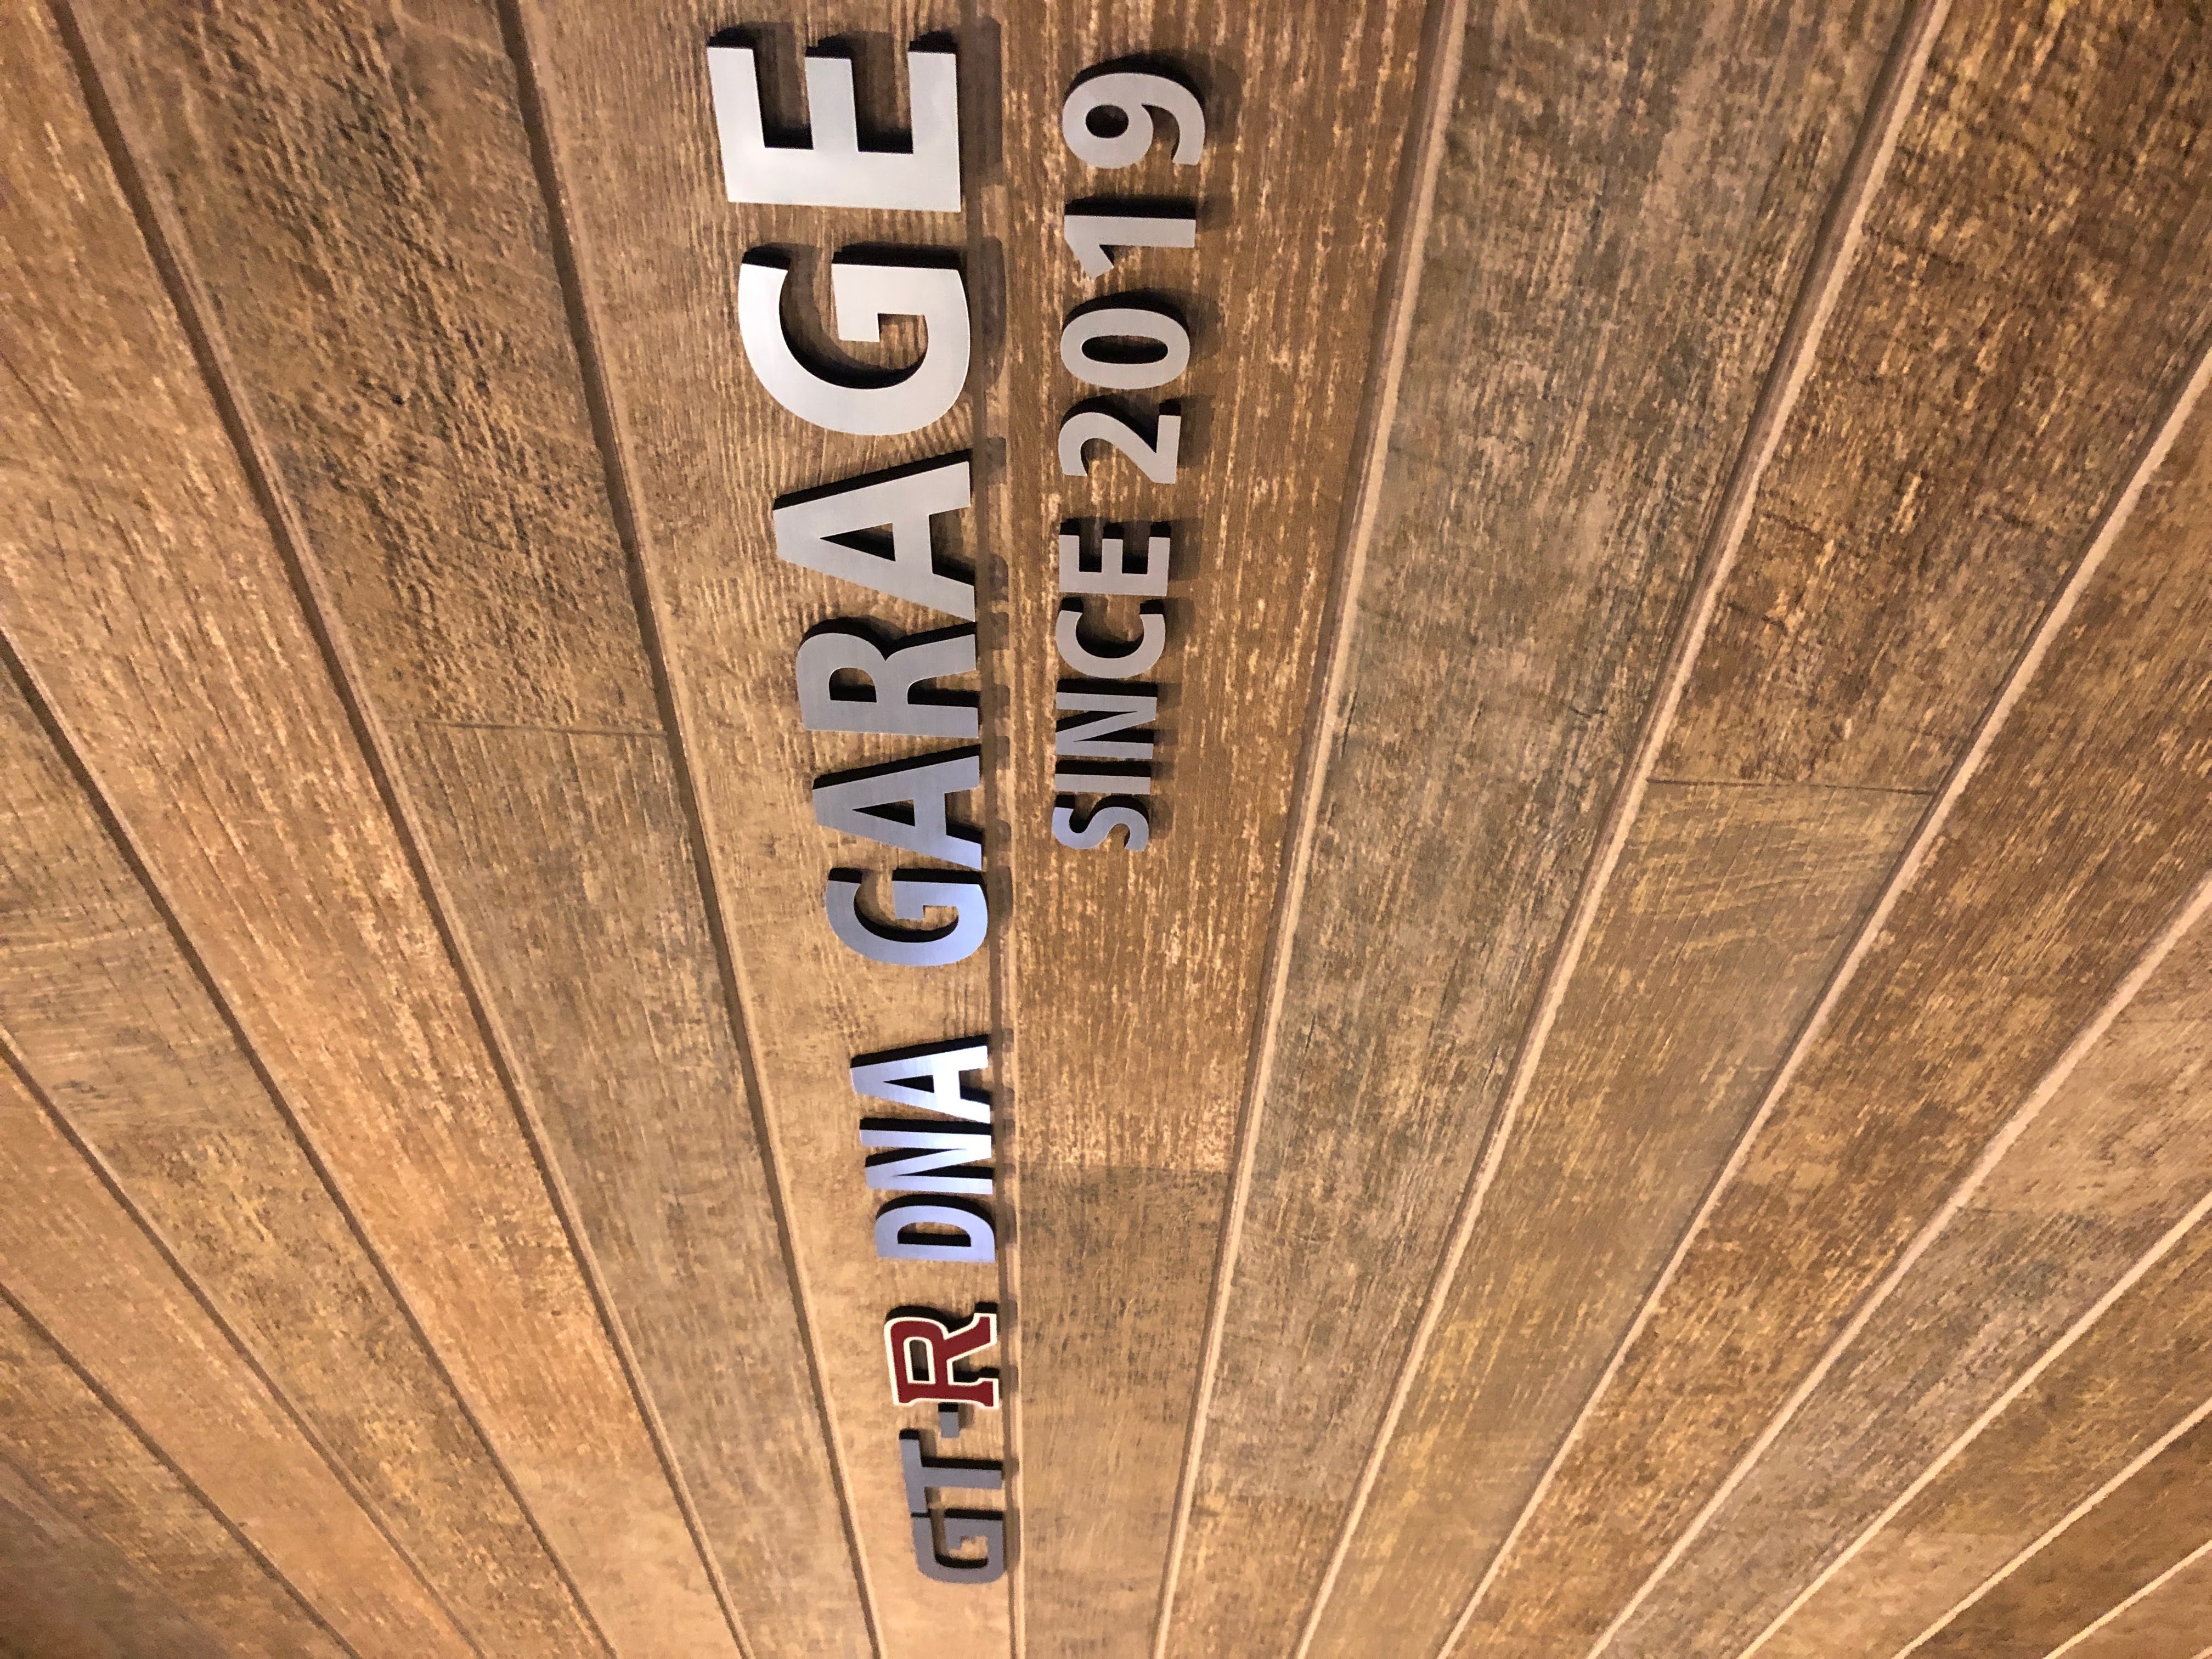 GT-R DNA GARAGE
SINCE 2019